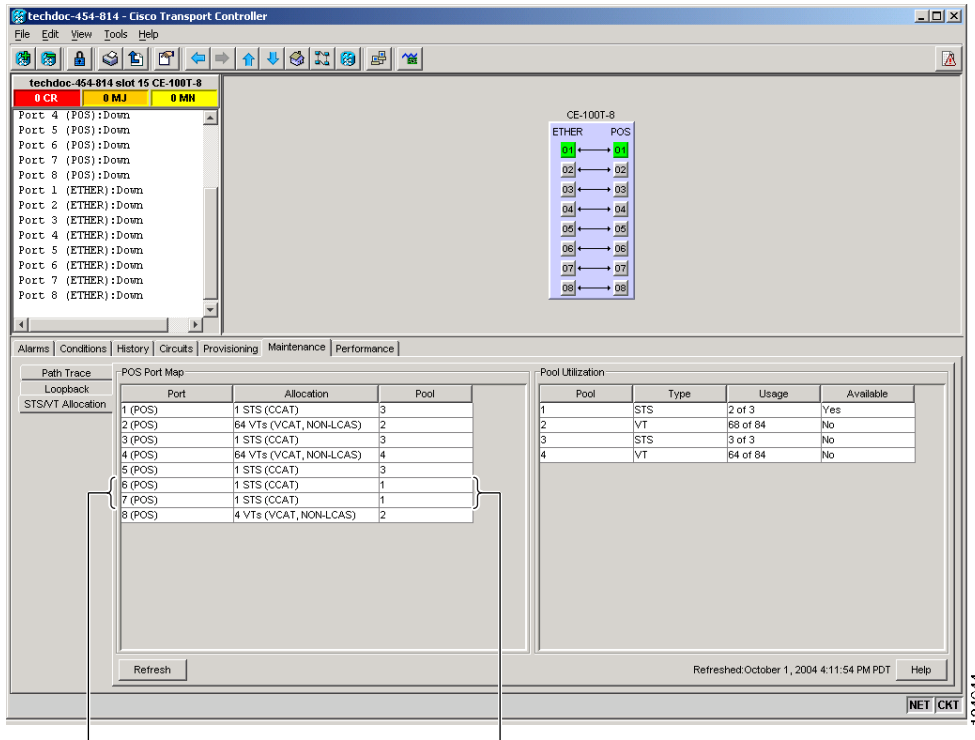 techdoc-454-814 - Cisco Transport Controller
File Edit View Tools Help
techdoc-454-814 slot 15 CE-100T-8
0 CR 0 MJ 0 MN
Port 4 (POS):Down
Port 5 (POS):Down
Port 6 (POS):Down
Port 7 (POS):Down
Port 8 (POS):Down
Port 1 (ETHER):Down
Port 2 (ETHER):Down
Port 3 (ETHER):Down
Port 4 (ETHER):Down
Port 5 (ETHER):Down
Port 6 (ETHER):Down
Port 7 (ETHER):Down
Port 8 (ETHER):Down
CE-100T-8
ETHER POS
01 01
02 02
03 03
04 04
05 05
06 06
07 07
08 08
Alarms Conditions History Circuits Provisioning Maintenance Performance
Path Trace
Loopback
STS/VT Allocation
POS Port Map
Port Allocation Pool
1 (POS) 1 STS (CCAT) 3
2 (POS) 64 VTs (VCAT, NON-LCAS) 2
3 (POS) 1 STS (CCAT) 3
4 (POS) 64 VTs (VCAT, NON-LCAS) 4
5 (POS) 1 STS (CCAT) 3
6 (POS) 1 STS (CCAT) 1
7 (POS) 1 STS (CCAT) 1
8 (POS) 4 VTs (VCAT, NON-LCAS) 2
Pool Utilization
Pool Type Usage Available
1 STS 2 of 3 Yes
2 VT 68 of 84 No
3 STS 3 of 3 No
4 VT 64 of 84 No
Refresh
Refreshed:October 1, 2004 4:11:54 PM PDT
Help
NET CKT